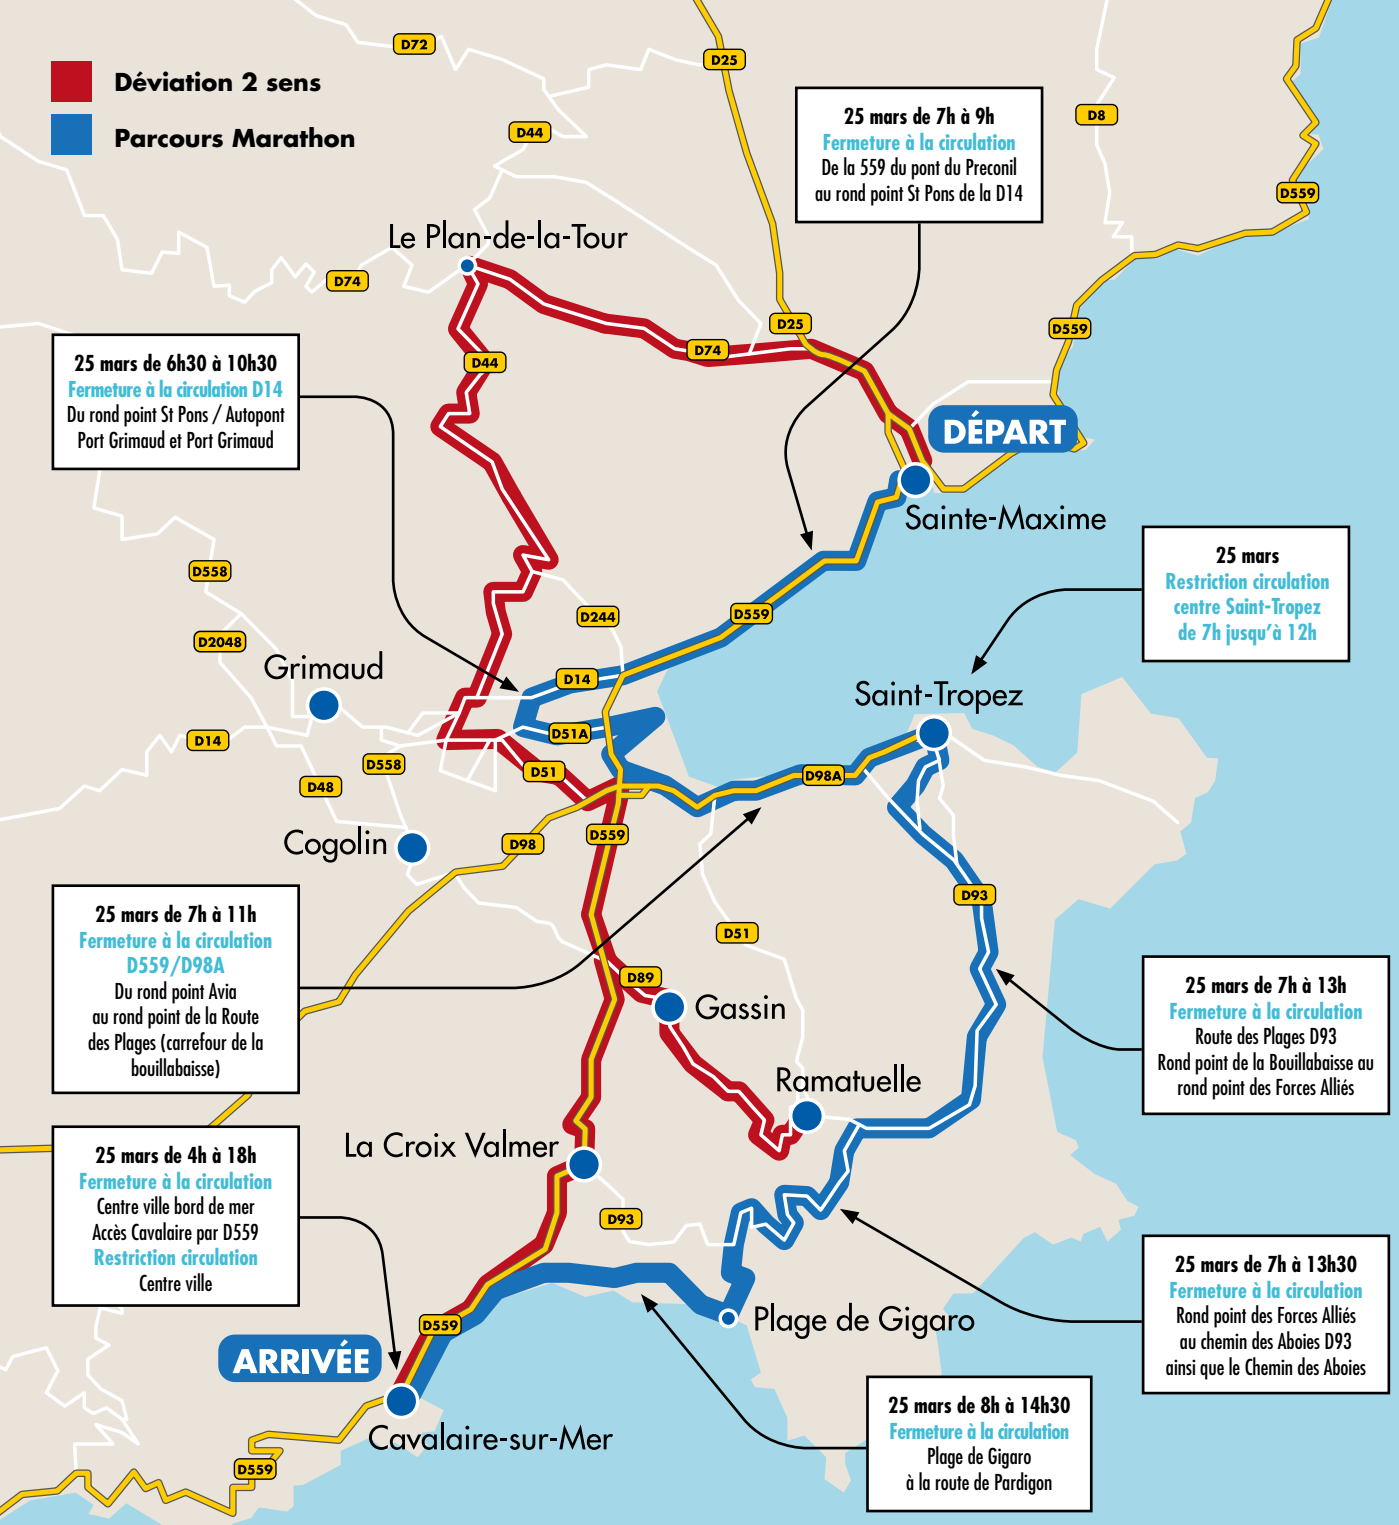 Déviation 2 sens
Parcours Marathon
D72
D25
D44
D8
25 mars de 7h à 9h
Fermeture à la circulation
De la 559 du pont du Preconil
au rond point St Pons de la D14
D559
Le Plan-de-la-Tour
D74
D25
D559
D74
D44
25 mars de 6h30 à 10h30
Fermeture à la circulation D14
Du rond point St Pons / Autopont
Port Grimaud et Port Grimaud
DÉPART
Sainte-Maxime
D558
D2048
D244
D559
25 mars
Restriction circulation
centre Saint-Tropez
de 7h jusqu'à 12h
Grimaud
D14
Saint-Tropez
D14
D51A
D558
D51
D98A
D48
Cogolin
D98
D559
D93
25 mars de 7h à 11h
Fermeture à la circulation
D559/D98A
Du rond point Avia
au rond point de la Route
des Plages (carrefour de la
bouillabaisse)
D51
D89
Gassin
25 mars de 7h à 13h
Fermeture à la circulation
Route des Plages D93
Rond point de la Bouillabaisse au
rond point des Forces Alliés
Ramatuelle
La Croix Valmer
25 mars de 4h à 18h
Fermeture à la circulation
Centre ville bord de mer
Accès Cavalaire par D559
Restriction circulation
Centre ville
D93
25 mars de 7h à 13h30
Fermeture à la circulation
Rond point des Forces Alliés
au chemin des Aboies D93
ainsi que le Chemin des Aboies
D559
Plage de Gigaro
ARRIVÉE
25 mars de 8h à 14h30
Fermeture à la circulation
Plage de Gigaro
à la route de Pardigon
Cavalaire-sur-Mer
D559